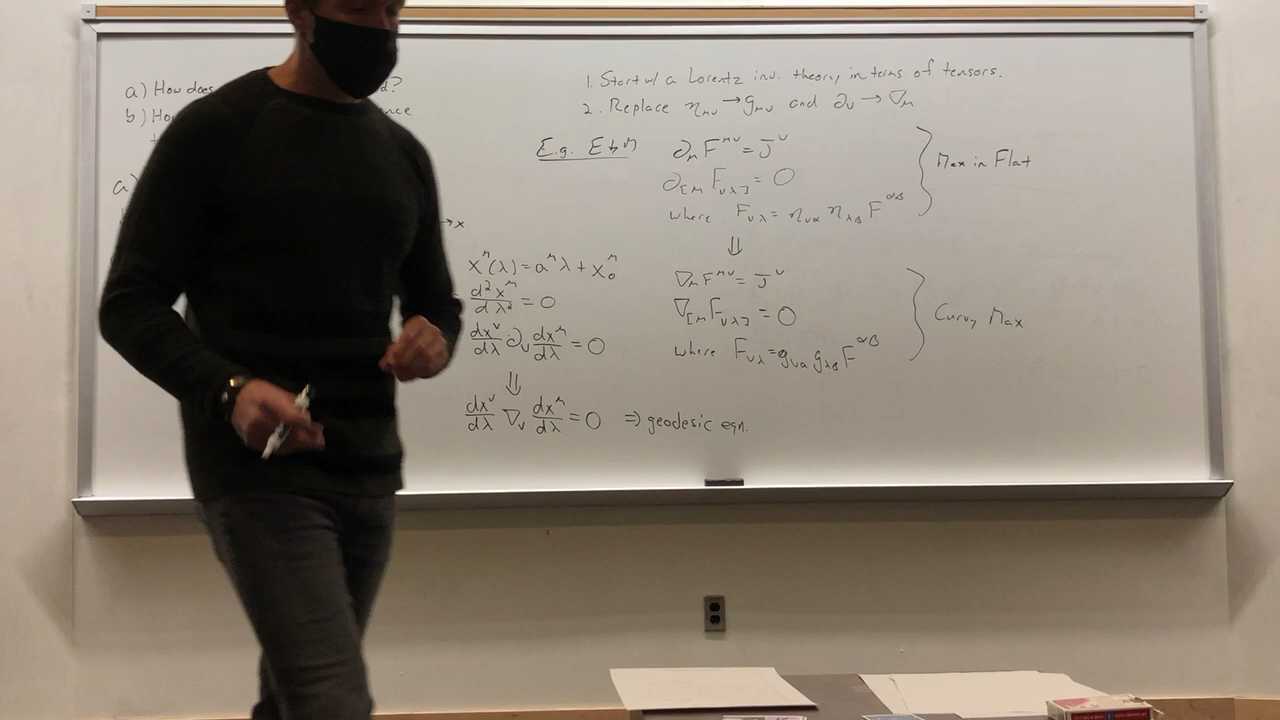 a) How does d?
b) Ho nce
a)
→x
x^μ(λ) = a^μ λ + x_0^μ
d²x^μ/dλ² = 0
dx^ν/dλ ∂_ν dx^μ/dλ = 0
⇓
dx^ν/dλ ∇_ν dx^μ/dλ = 0 ⇒ geodesic eqn.
1. Start w/ a Lorentz inv. theory in terms of tensors.
2. Replace η_μν → g_μν and ∂_μ → ∇_μ
E.g. E & M
∂_μ F^μν = J^ν
∂_[μ F_νλ] = 0
where F_νλ = η_να η_λβ F^αβ
Max in Flat
⇓
∇_μ F^μν = J^ν
∇_[μ F_νλ] = 0
where F_νλ = g_να g_λβ F^αβ
Curvy Max